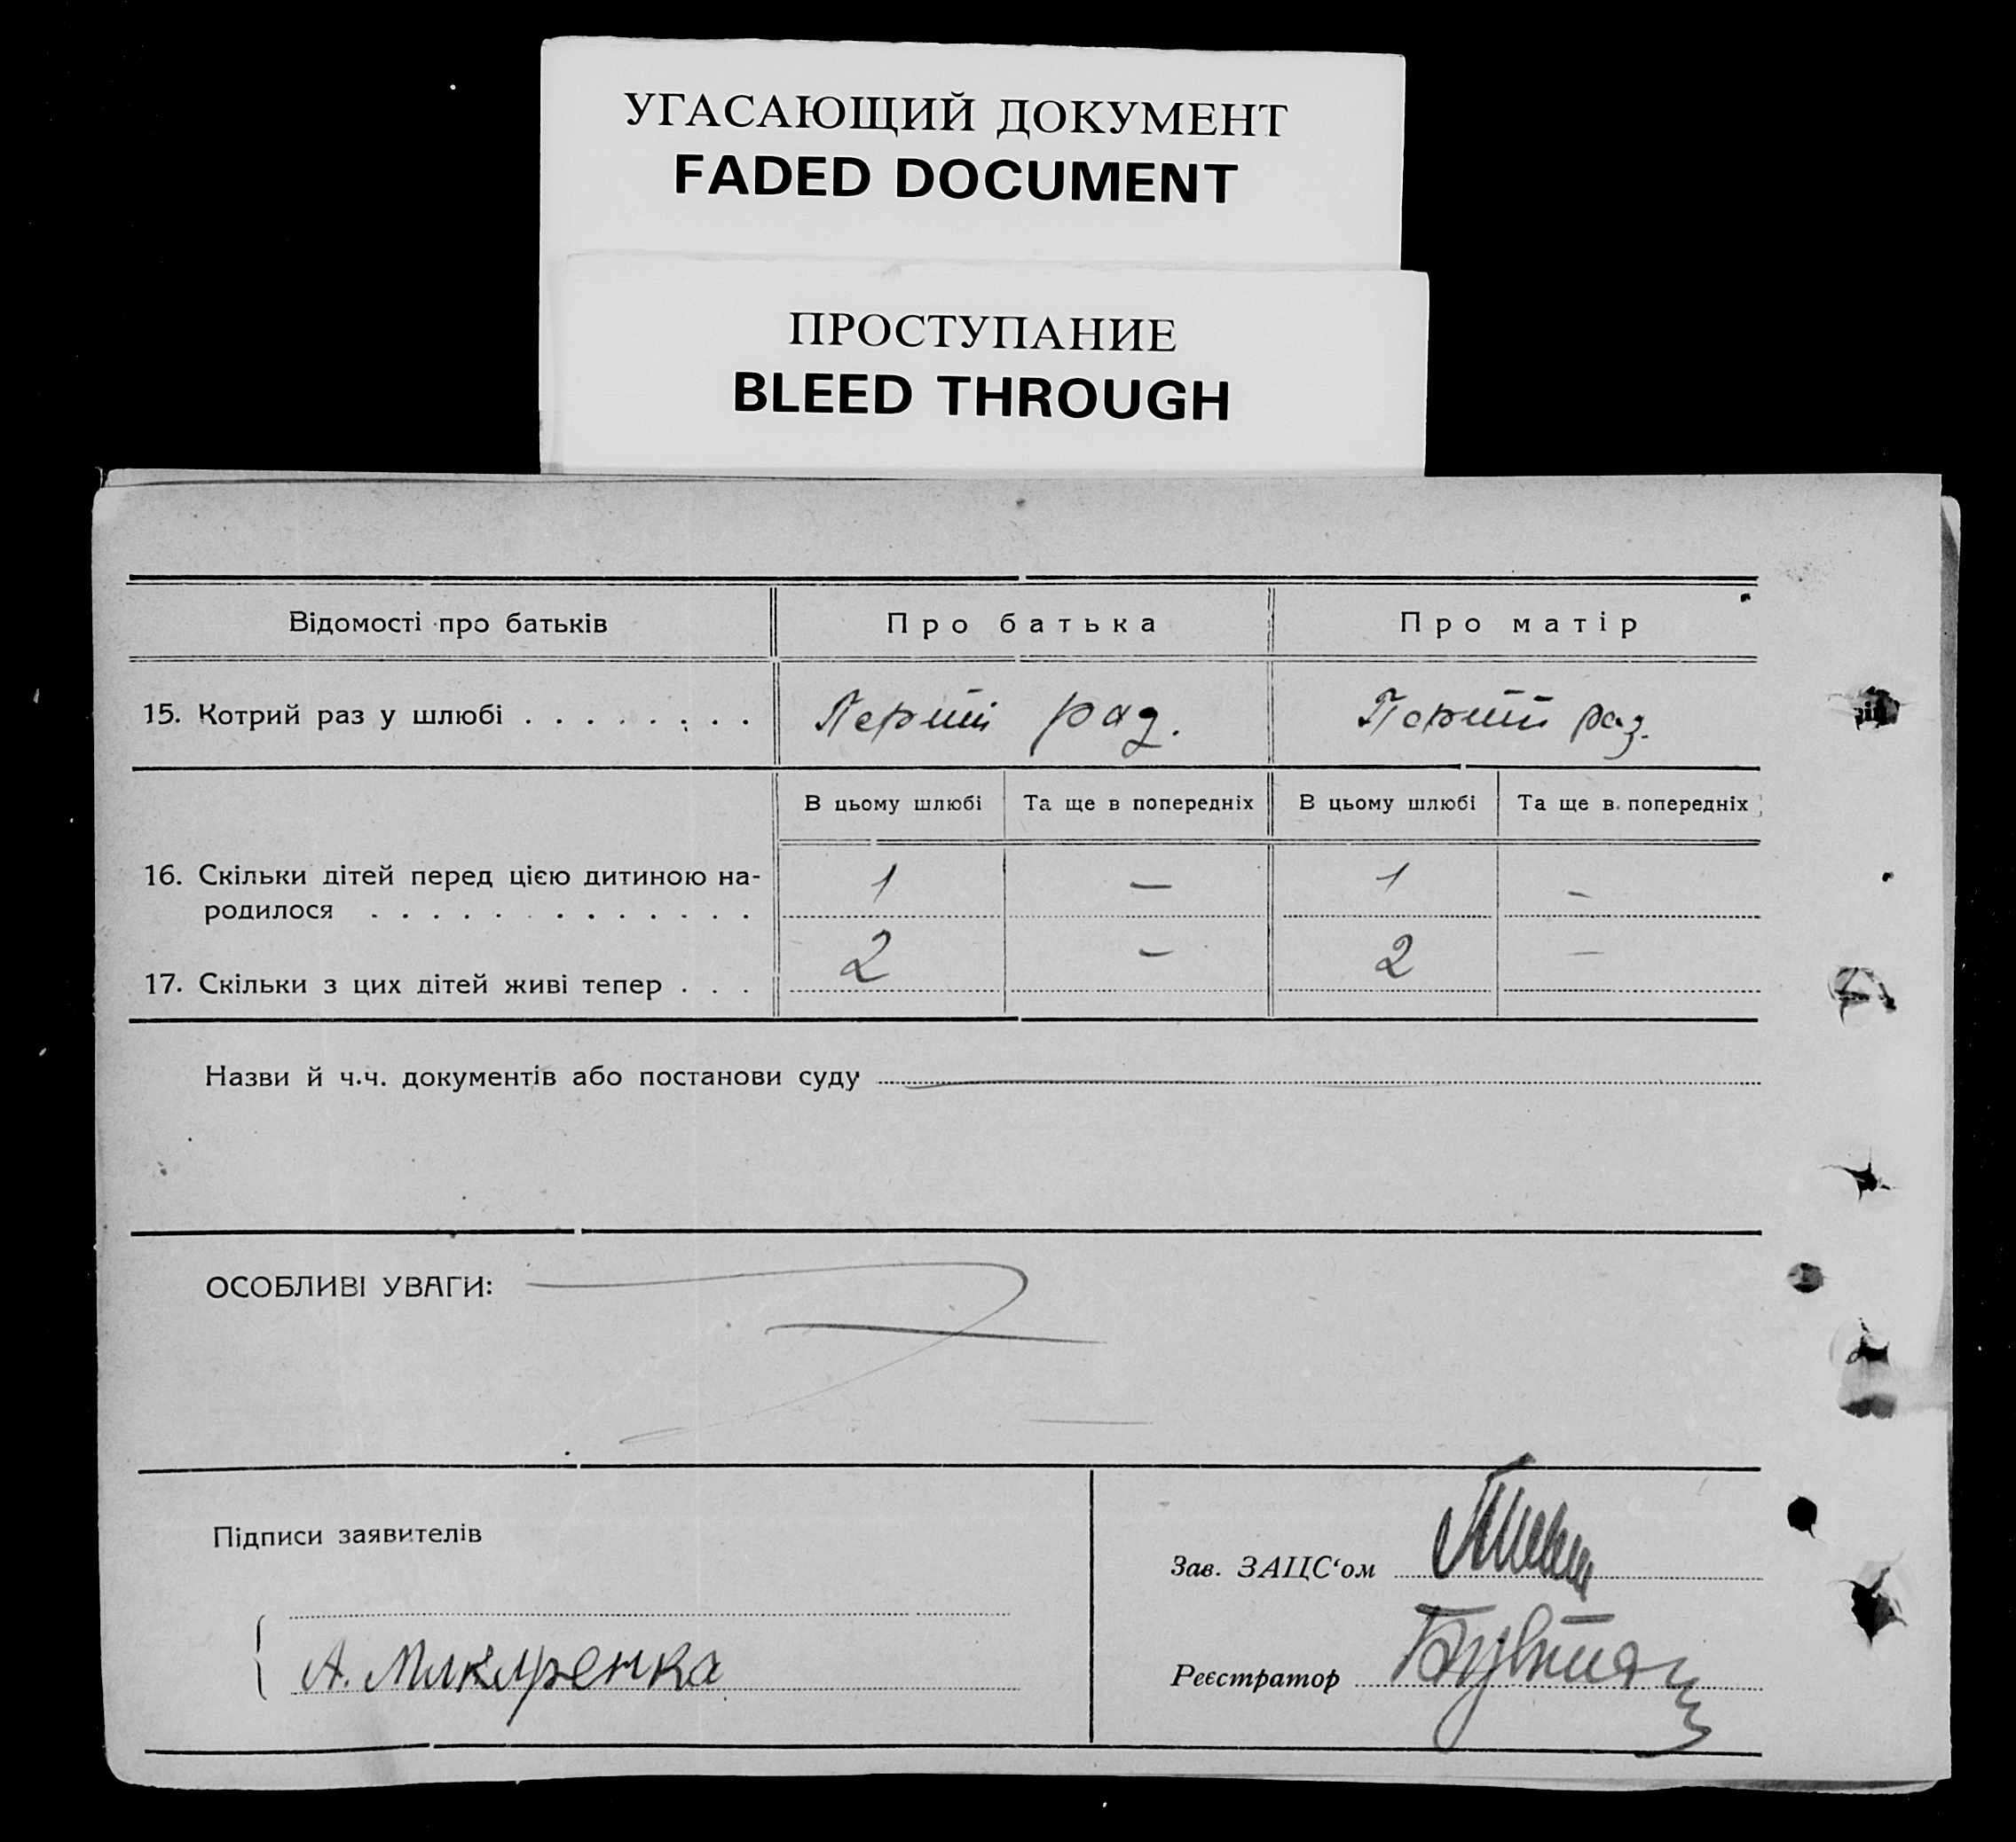 УГАСАЮЩИЙ ДОКУМЕНТ
FADED DOCUMENT
ПРОСТУПАНИЕ
BLEED THROUGH
Відомості про батьків Про батька Про матір
15. Котрий раз у шлюбі . . . . . . . . Перший раз. Перший раз.
В цьому шлюбі Та ще в попередніх В цьому шлюбі Та ще в попередніх
16. Скільки дітей перед цією дитиною на-
родилося . . . . . . . . . . . . . 1 — 1 —
17. Скільки з цих дітей живі тепер . . . 2 — 2 —
Назви й ч.ч. документів або постанови суду
ОСОБЛИВІ УВАГИ:
Підписи заявителів
Зав. ЗАЦС‘ом
А. Макаренка
Реєстратор